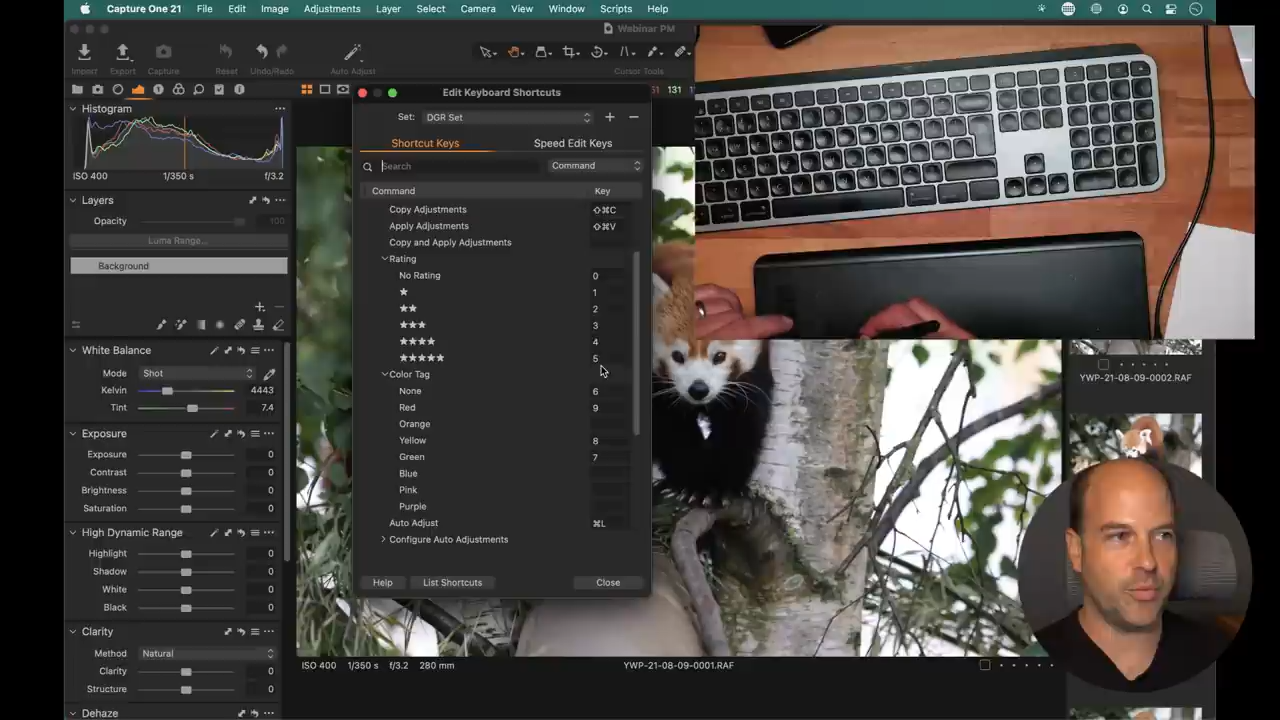 Capture One 21 File Edit Image Adjustments Layer Select Camera View Window Scripts Help
Webinar PM
Import Export Capture Reset Undo/Redo Auto Adjust Cursor Tools
Histogram
ISO 400 1/350 s f/3.2
Layers
Opacity 100
Luma Range...
Background
White Balance
Mode Shot
Kelvin 4443
Tint 7.4
Exposure
Exposure 0
Contrast 0
Brightness 0
Saturation 0
High Dynamic Range
Highlight 0
Shadow 0
White 0
Black 0
Clarity
Method Natural
Clarity 0
Structure 0
Dehaze
Edit Keyboard Shortcuts
Set: DGR Set
Shortcut Keys Speed Edit Keys
Search Command
Command Key
Copy Adjustments ⇧⌘C
Apply Adjustments ⇧⌘V
Copy and Apply Adjustments
Rating
No Rating 0
★ 1
★★ 2
★★★ 3
★★★★ 4
★★★★★ 5
Color Tag
None 6
Red 9
Orange
Yellow 8
Green 7
Blue
Pink
Purple
Auto Adjust ⌘L
Configure Auto Adjustments
Help List Shortcuts Close
131
ISO 400 1/350 s f/3.2 280 mm YWP-21-08-09-0001.RAF
YWP-21-08-09-0002.RAF